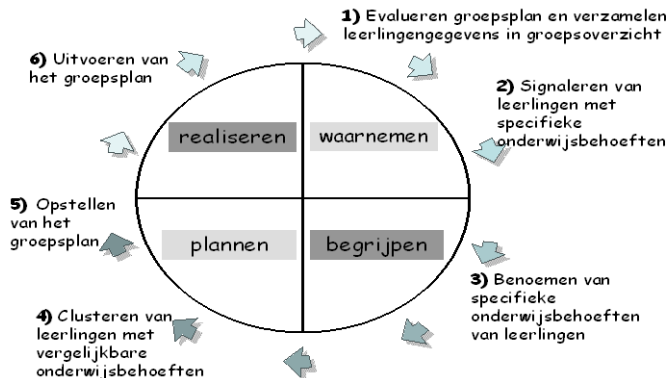 1) Evalueren groepsplan en verzamelen
leerlingengegevens in groepsoverzicht
2) Signaleren van
leerlingen met
specifieke
onderwijsbehoeften
3) Benoemen van
specifieke
onderwijsbehoeften
van leerlingen
4) Clusteren van
leerlingen met
vergelijkbare
onderwijsbehoeften
5) Opstellen
van het
groepsplan
6) Uitvoeren van
het groepsplan
realiseren
waarnemen
plannen
begrijpen